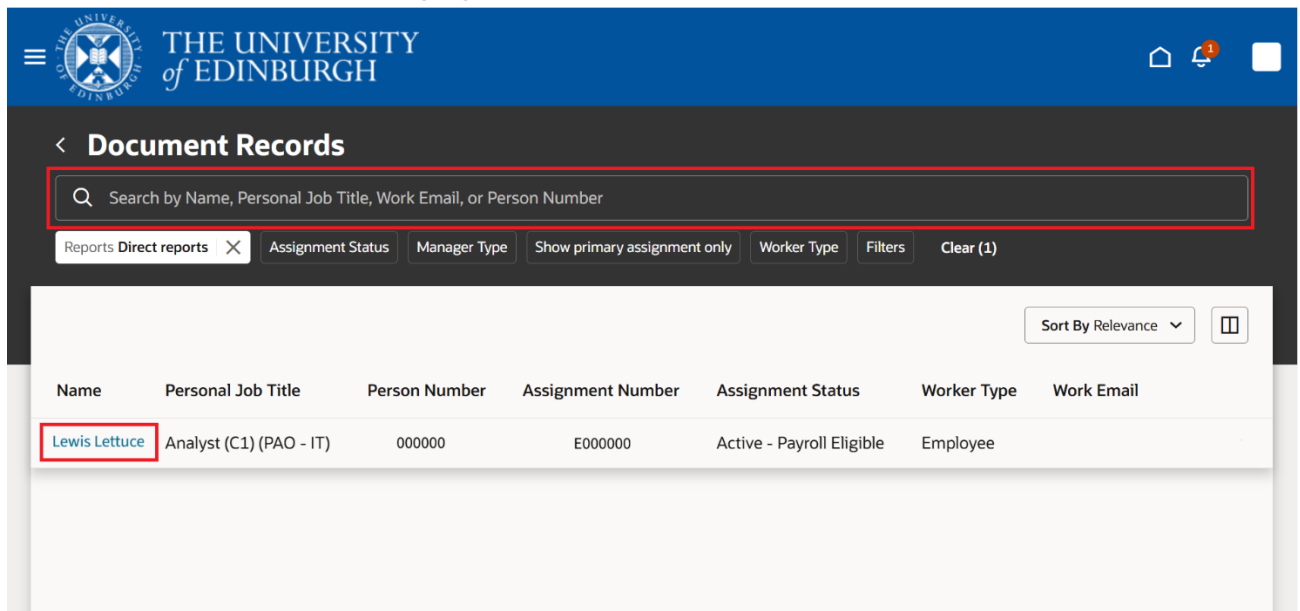 THE UNIVERSITY
of EDINBURGH
1
Document Records
Search by Name, Personal Job Title, Work Email, or Person Number
Reports Direct reports Assignment Status Manager Type Show primary assignment only Worker Type Filters Clear (1)
Sort By Relevance
Name Personal Job Title Person Number Assignment Number Assignment Status Worker Type Work Email
Lewis Lettuce Analyst (C1) (PAO - IT) 000000 E000000 Active - Payroll Eligible Employee